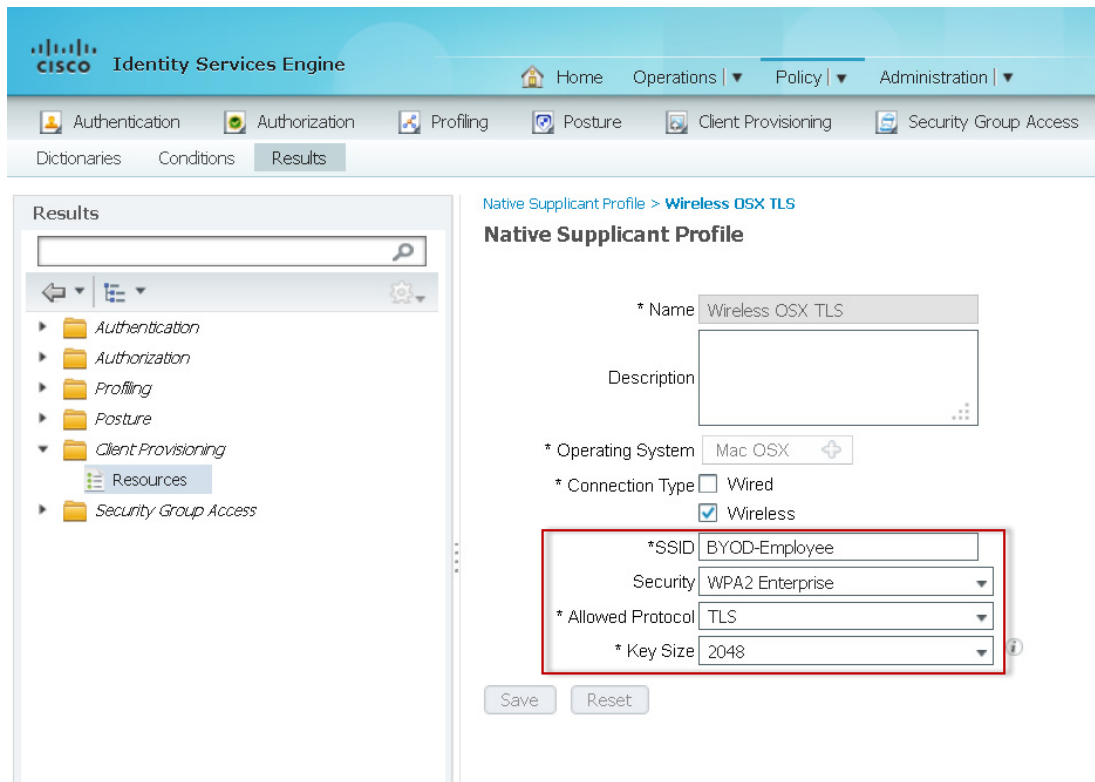 CISCO Identity Services Engine
Home Operations | Policy | Administration |
Authentication Authorization Profiling Posture Client Provisioning Security Group Access
Dictionaries Conditions Results
Results
Authentication
Authorization
Profiling
Posture
Client Provisioning
Resources
Security Group Access
Native Supplicant Profile > Wireless OSX TLS
Native Supplicant Profile
* Name Wireless OSX TLS
Description
* Operating System Mac OSX
* Connection Type Wired
Wireless
*SSID BYOD-Employee
Security WPA2 Enterprise
* Allowed Protocol TLS
* Key Size 2048
Save Reset